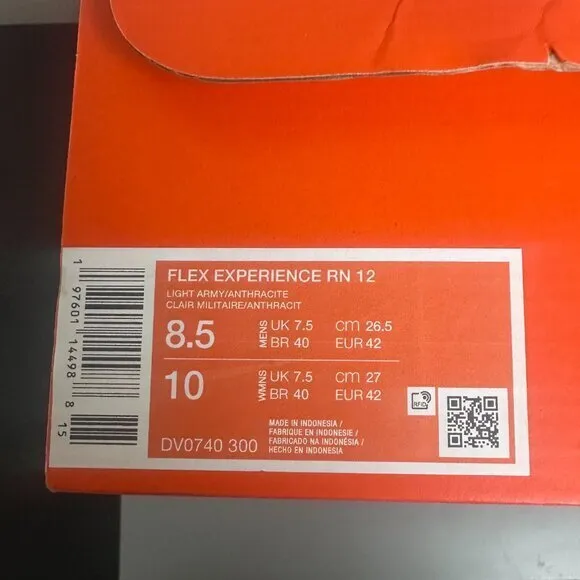 FLEX EXPERIENCE RN 12
LIGHT ARMY/ANTHRACITE
CLAIR MILITAIRE/ANTHRACIT
8.5 MENS UK 7.5 cm 26.5
BR 40 EUR 42
10 WMNS UK 7.5 cm 27
BR 40 EUR 42
RFID
DV0740 300
MADE IN INDONESIA /
FABRIQUE EN INDONESIE /
FABRICADO NA INDONÉSIA /
HECHO EN INDONESIA
1 97601 14498 8 15